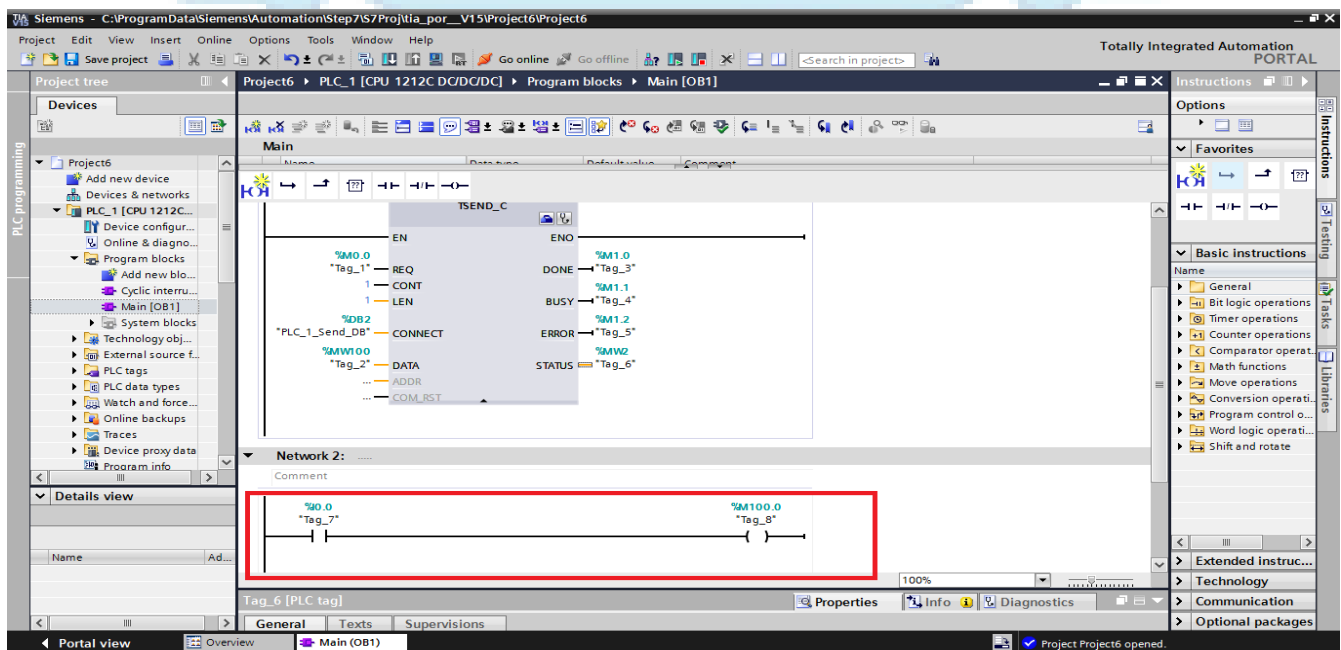 Siemens - C:\ProgramData\Siemens\Automation\Step7\S7Proj\tia_por__V15\Project6\Project6
Project Edit View Insert Online Options Tools Window Help
Totally Integrated Automation
PORTAL
Save project Go online Go offline <Search in project>
Project tree
Project6 PLC_1 [CPU 1212C DC/DC/DC] Program blocks Main [OB1]
Instructions
Devices
Options
PLC programming
Main
Name Data type Default value Comment
Favorites
Project6
Add new device
Devices & networks
PLC_1 [CPU 1212C...
Device configur...
Online & diagno...
Program blocks
Add new blo...
Cyclic interru...
Main [OB1]
System blocks
Technology obj...
External source f...
PLC tags
PLC data types
Watch and force...
Online backups
Traces
Device proxy data
Program info
Details view
Name Ad...
TSEND_C
EN ENO
%M0.0 %M1.0
"Tag_1" REQ DONE "Tag_3"
1 CONT %M1.1
1 LEN BUSY "Tag_4"
%DB2 %M1.2
"PLC_1_Send_DB" CONNECT ERROR "Tag_5"
%MW100 %MW2
"Tag_2" DATA STATUS "Tag_6"
... ADDR
... COM_RST
Network 2: .....
Comment
%I0.0 %M100.0
"Tag_7" "Tag_8"
100%
Tag_6 [PLC tag]
Properties Info Diagnostics
General Texts Supervisions
Basic instructions
Name
General
Bit logic operations
Timer operations
Counter operations
Comparator operat..
Math functions
Move operations
Conversion operati..
Program control o...
Word logic operati...
Shift and rotate
Extended instruc...
Technology
Communication
Optional packages
Instructions
Testing
Tasks
Libraries
Portal view Overview Main (OB1) Project Project6 opened.